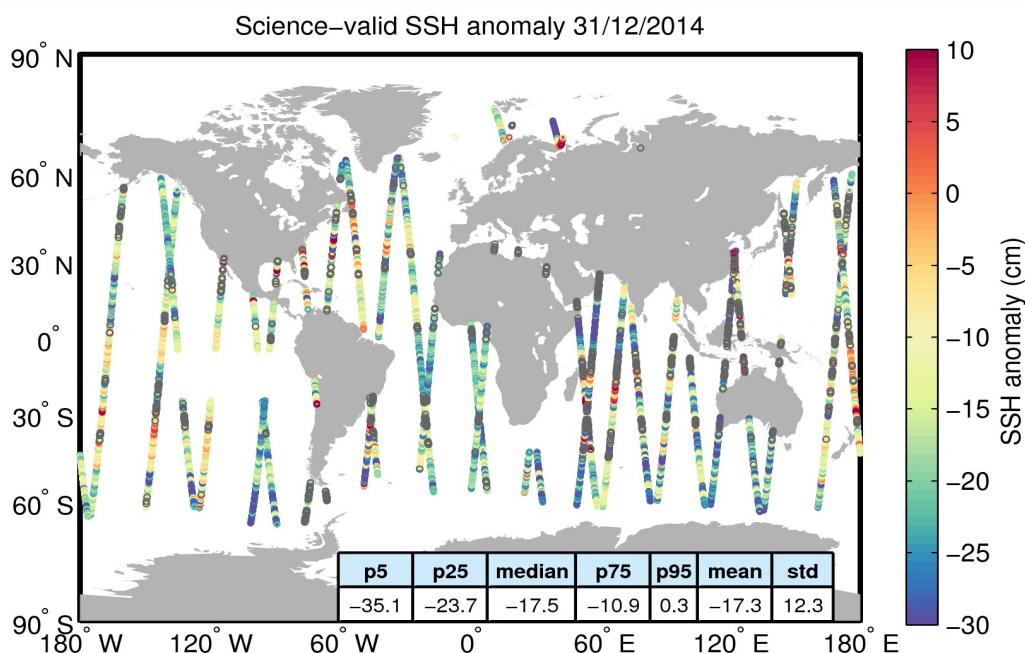 Science−valid SSH anomaly 31/12/2014
90° N
60° N
30° N
0°
30° S
60° S
90° S
180° W
120° W
60° W
0°
60° E
120° E
180° E
p5 p25 median p75 p95 mean std
−35.1 −23.7 −17.5 −10.9 0.3 −17.3 12.3
10
5
0
−5
−10
−15
−20
−25
−30
SSH anomaly (cm)